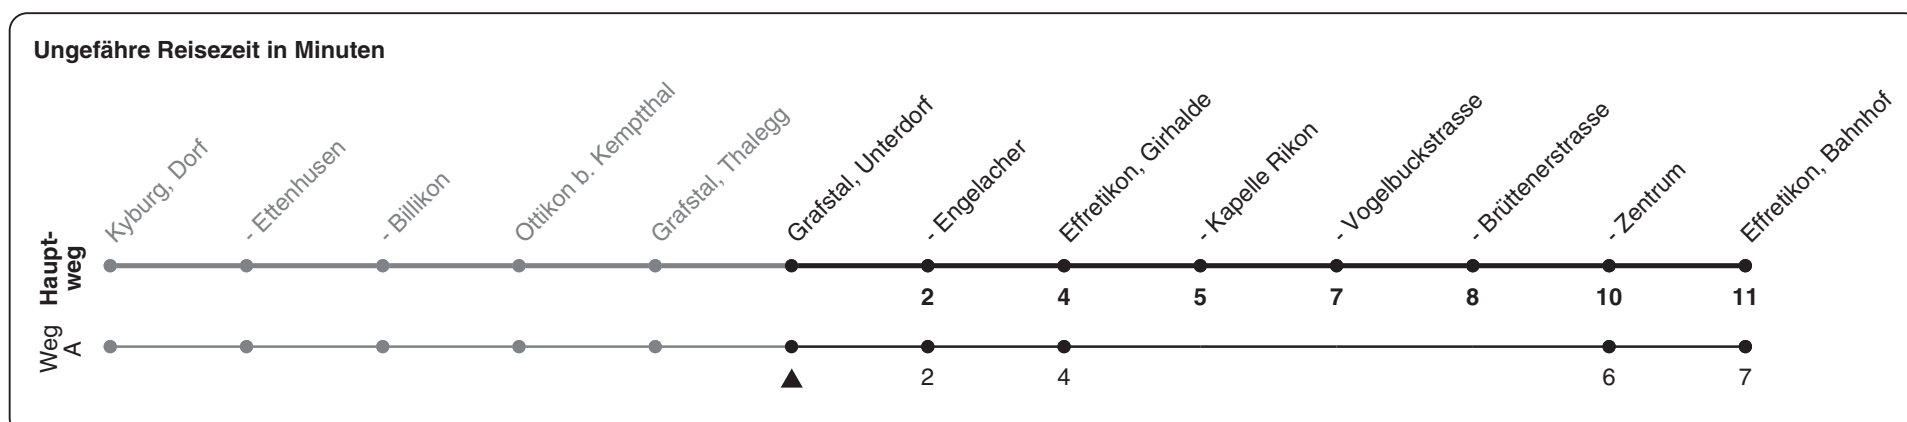 Ungefähre Reisezeit in Minuten
Kyburg, Dorf
- Ettenhusen
- Billikon
Ottikon b. Kemptthal
Grafstal, Thalegg
Grafstal, Unterdorf
- Engelacher
Effretikon, Girhalde
- Kapelle Rikon
- Vogelbuckstrasse
- Brüttenerstrasse
- Zentrum
Effretikon, Bahnhof
Haupt-
weg
2 4 5 7 8 10 11
Weg
A
2 4 6 7